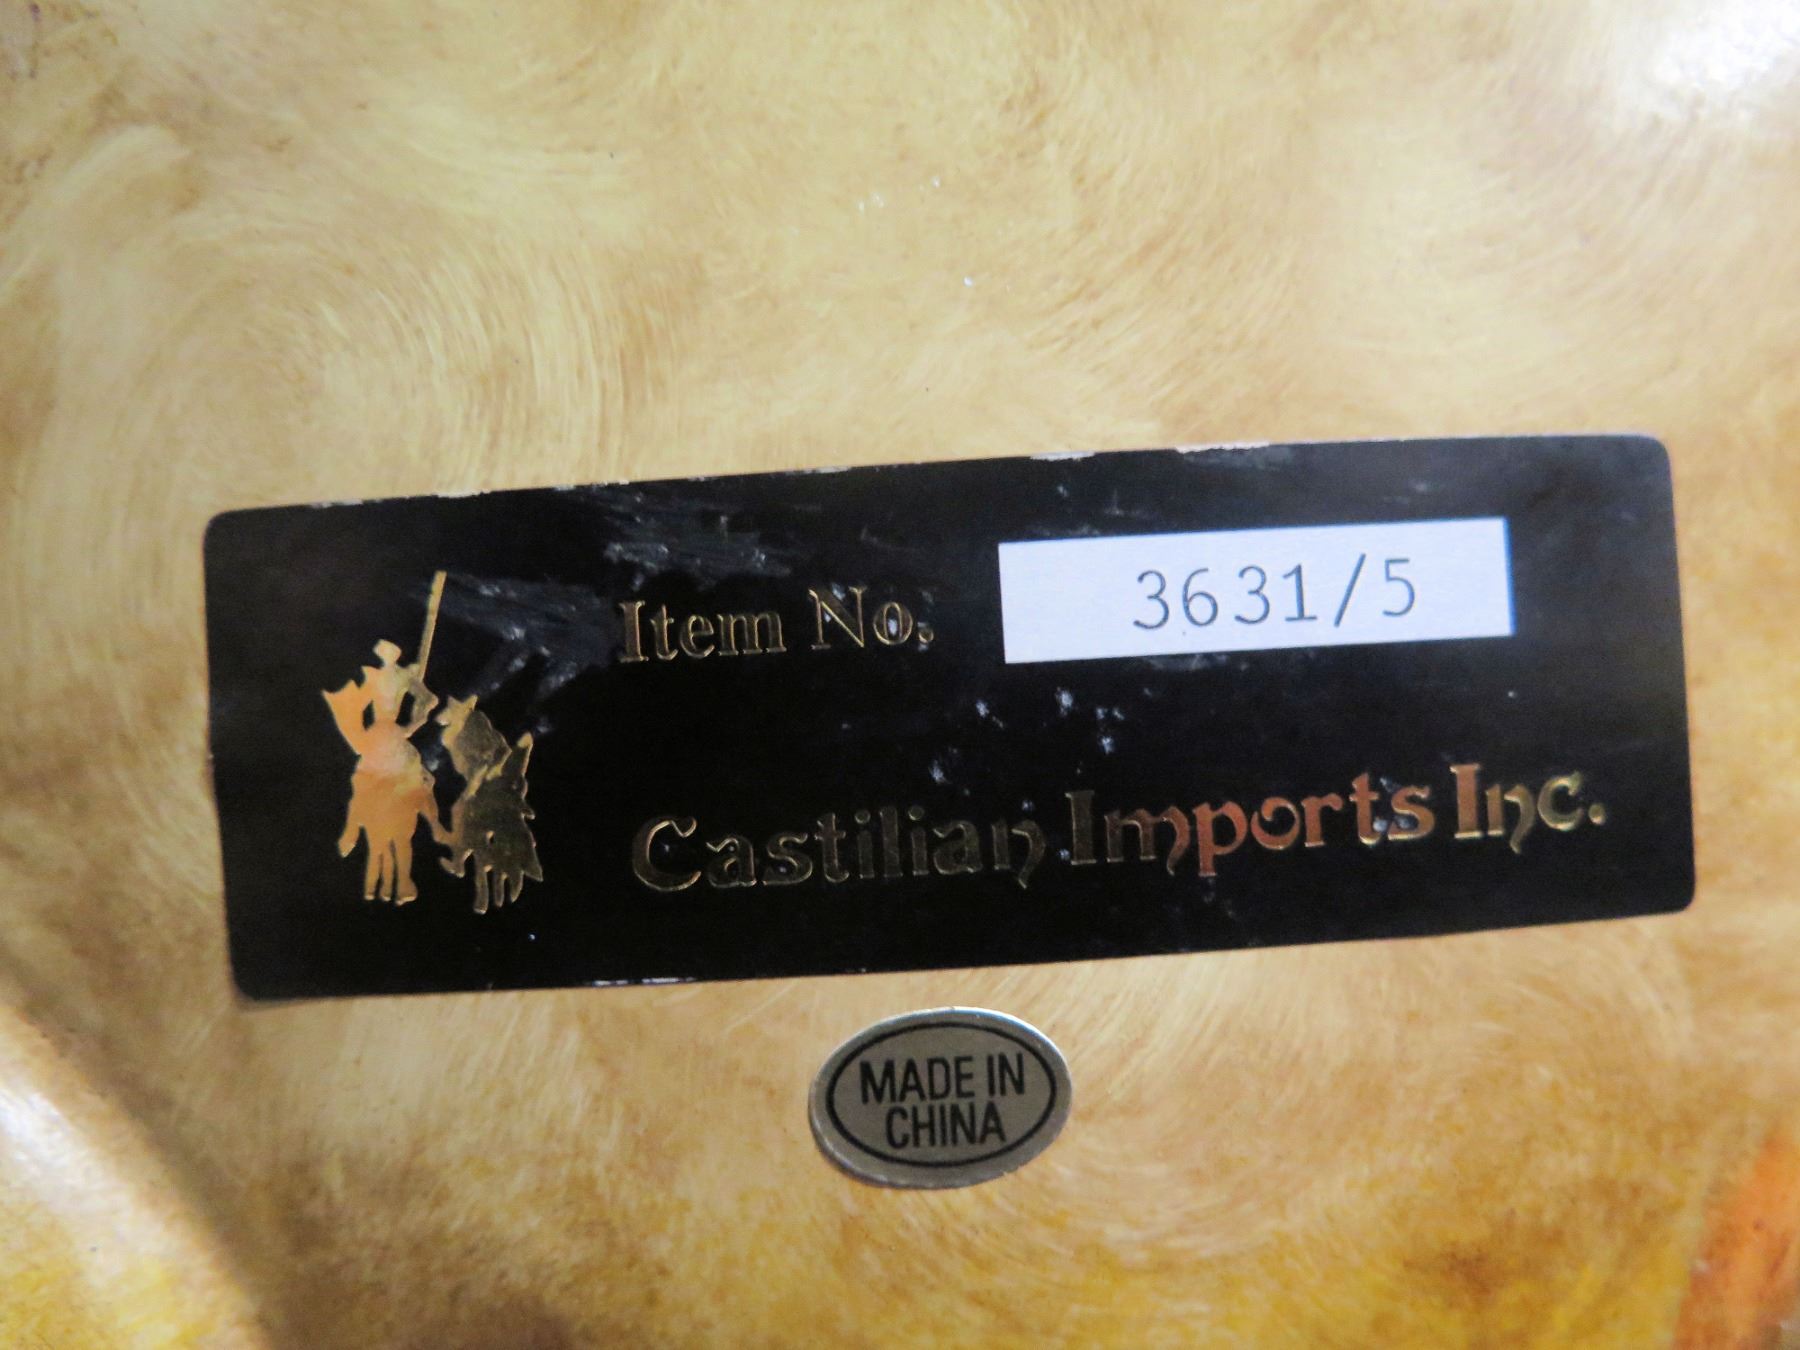 Item No. 3631/5
Castilian Imports Inc.
MADE IN
CHINA